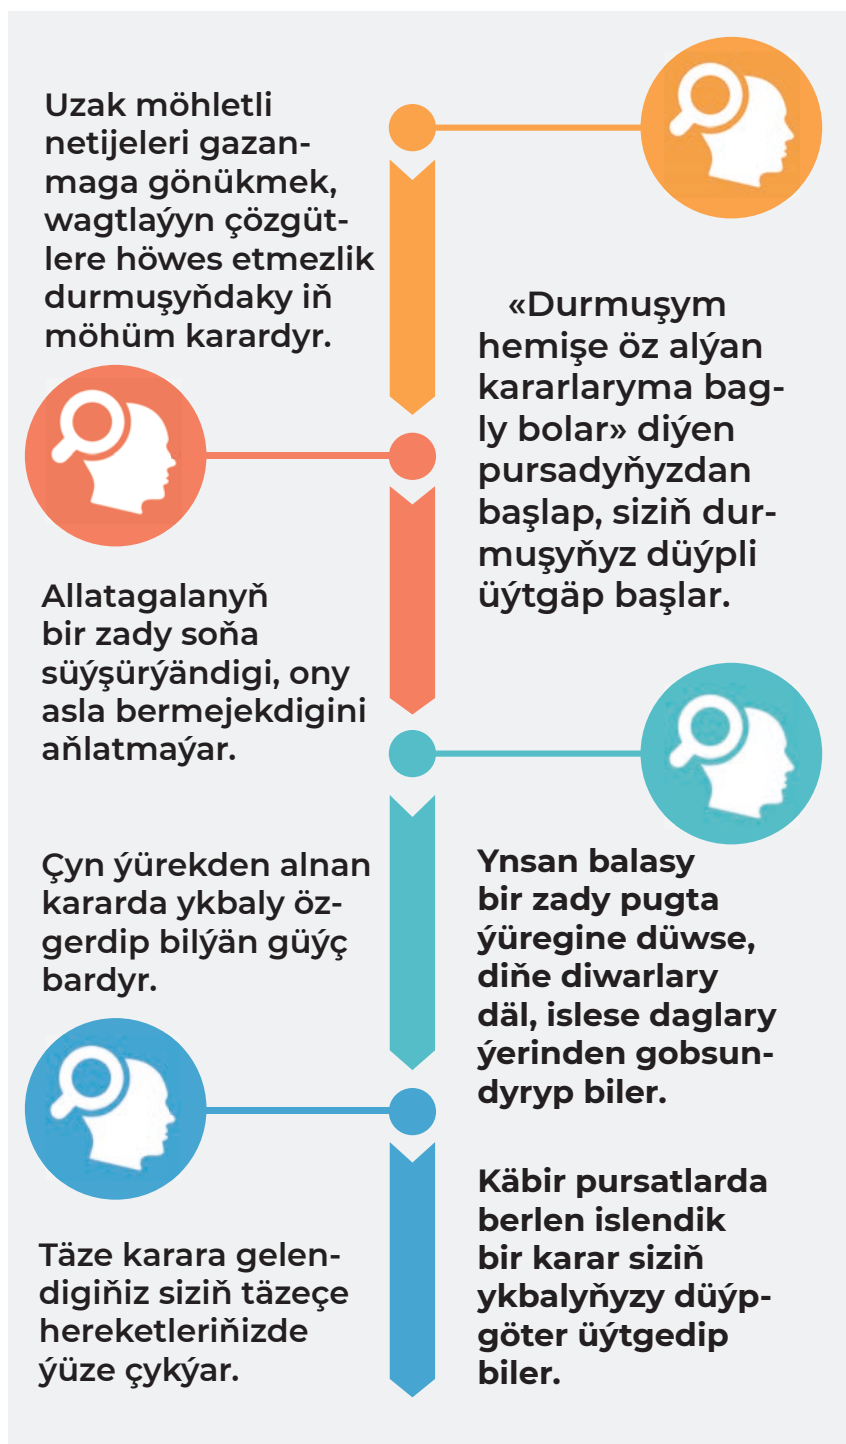 Uzak möhletli
netijeleri gazan-
maga gönükmek,
wagtlaýyn çözgüt-
lere höwes etmezlik
durmuşyňdaky iň
möhüm karardyr.
«Durmuşym
hemişe öz alýan
kararlaryma bag-
ly bolar» diýen
pursadyňyzdan
başlap, siziň dur-
muşyňyz düýpli
üýtgäp başlar.
Allatagalanyň
bir zady soňa
süýşürýändigi, ony
asla bermejekdigini
aňlatmaýar.
Çyn ýürekden alnan
kararda ykbaly öz-
gerdip bilýän güýç
bardyr.
Ynsan balasy
bir zady pugta
ýüregine düwse,
diňe diwarlary
däl, islese daglary
ýerinden gobsun-
dyryp biler.
Täze karara gelen-
digiňiz siziň täzeçe
hereketleriňizde
ýüze çykýar.
Käbir pursatlarda
berlen islendik
bir karar siziň
ykbalyňyzy düýp-
göter üýtgedip
biler.